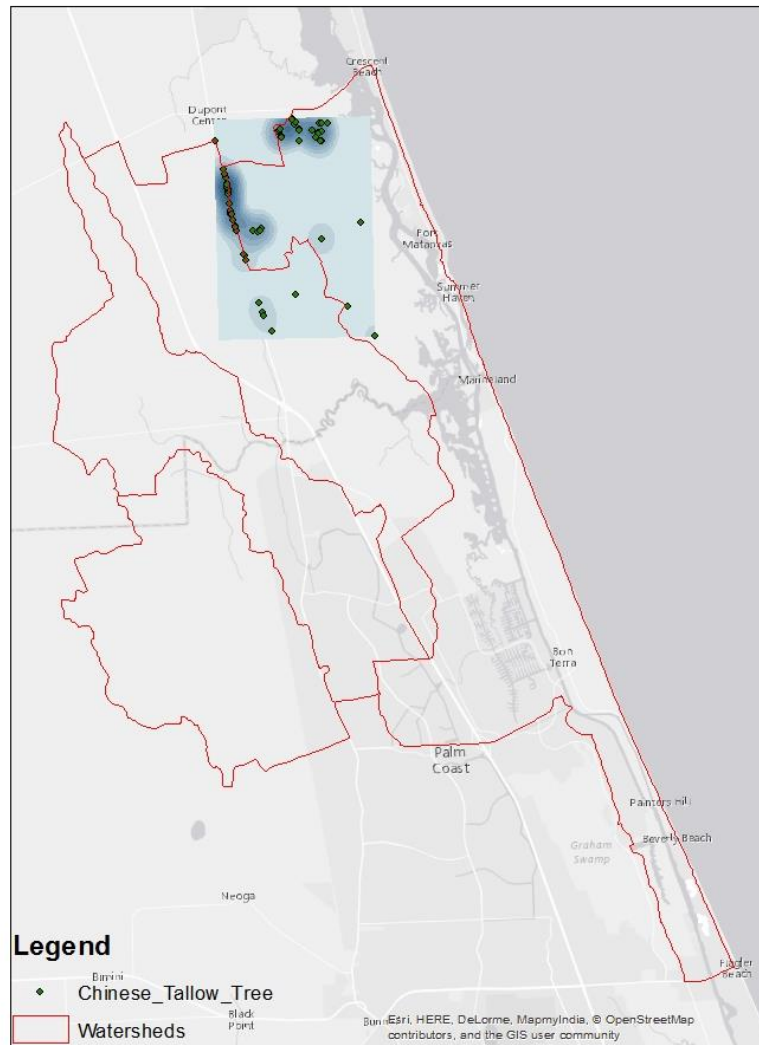 Crescent
Beach
Dupont
Center
Fort
Matanzas
Summer
Haven
Marineland
Bon
Terra
Palm
Coast
Painters Hill
Beverly Beach
Graham
Swamp
Neoga
Flagler
Beach
Legend
Bimini
Chinese_Tallow_Tree
Black
Point
Watersheds
Esri, HERE, DeLorme, MapmyIndia, © OpenStreetMap
contributors, and the GIS user community